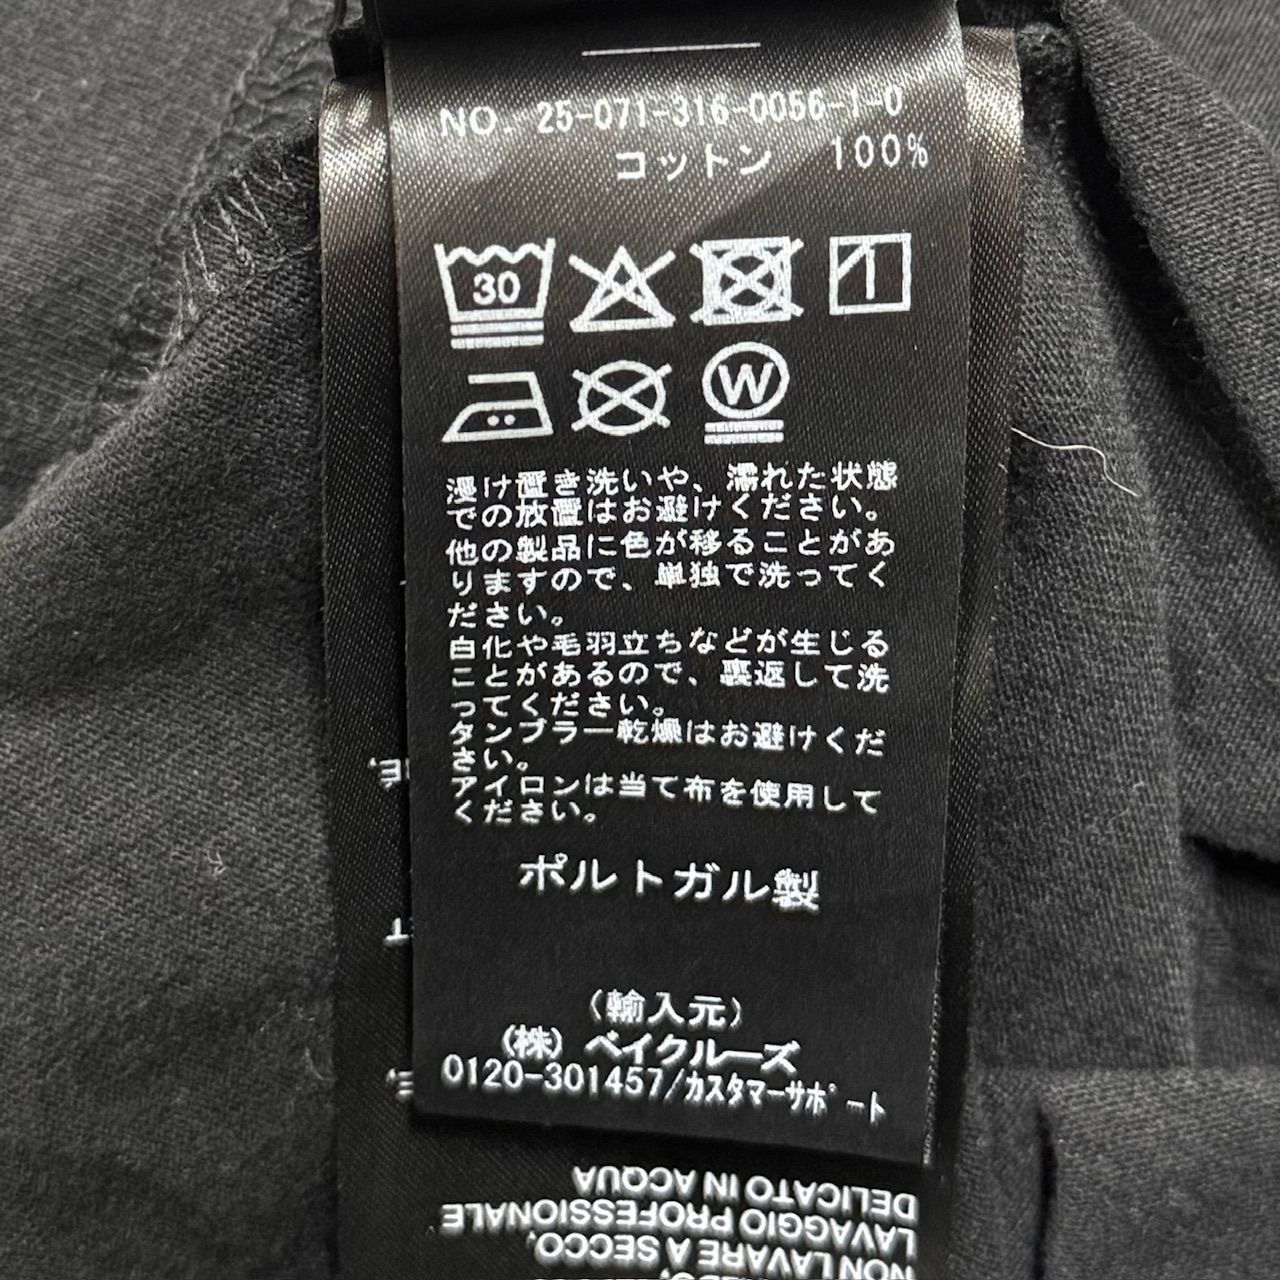 NO. 25-071-316-0056-1-0
コットン 100%
30
W
浸け置き洗いや、濡れた状態
での放置はお避けください。
他の製品に色が移ることがあ
りますので、単独で洗ってく
ださい。
白化や毛羽立ちなどが生じる
ことがあるので、裏返して洗
ってください。
タンブラー乾燥はお避けくだ
さい。
アイロンは当て布を使用して
ください。
ポルトガル製
(輸入元)
(株) ベイクルーズ
0120-301457/カスタマーサポート
NON LAVARE A SECCO,
LAVAGGIO PROFESSIONALE
DELICATO IN ACQUA